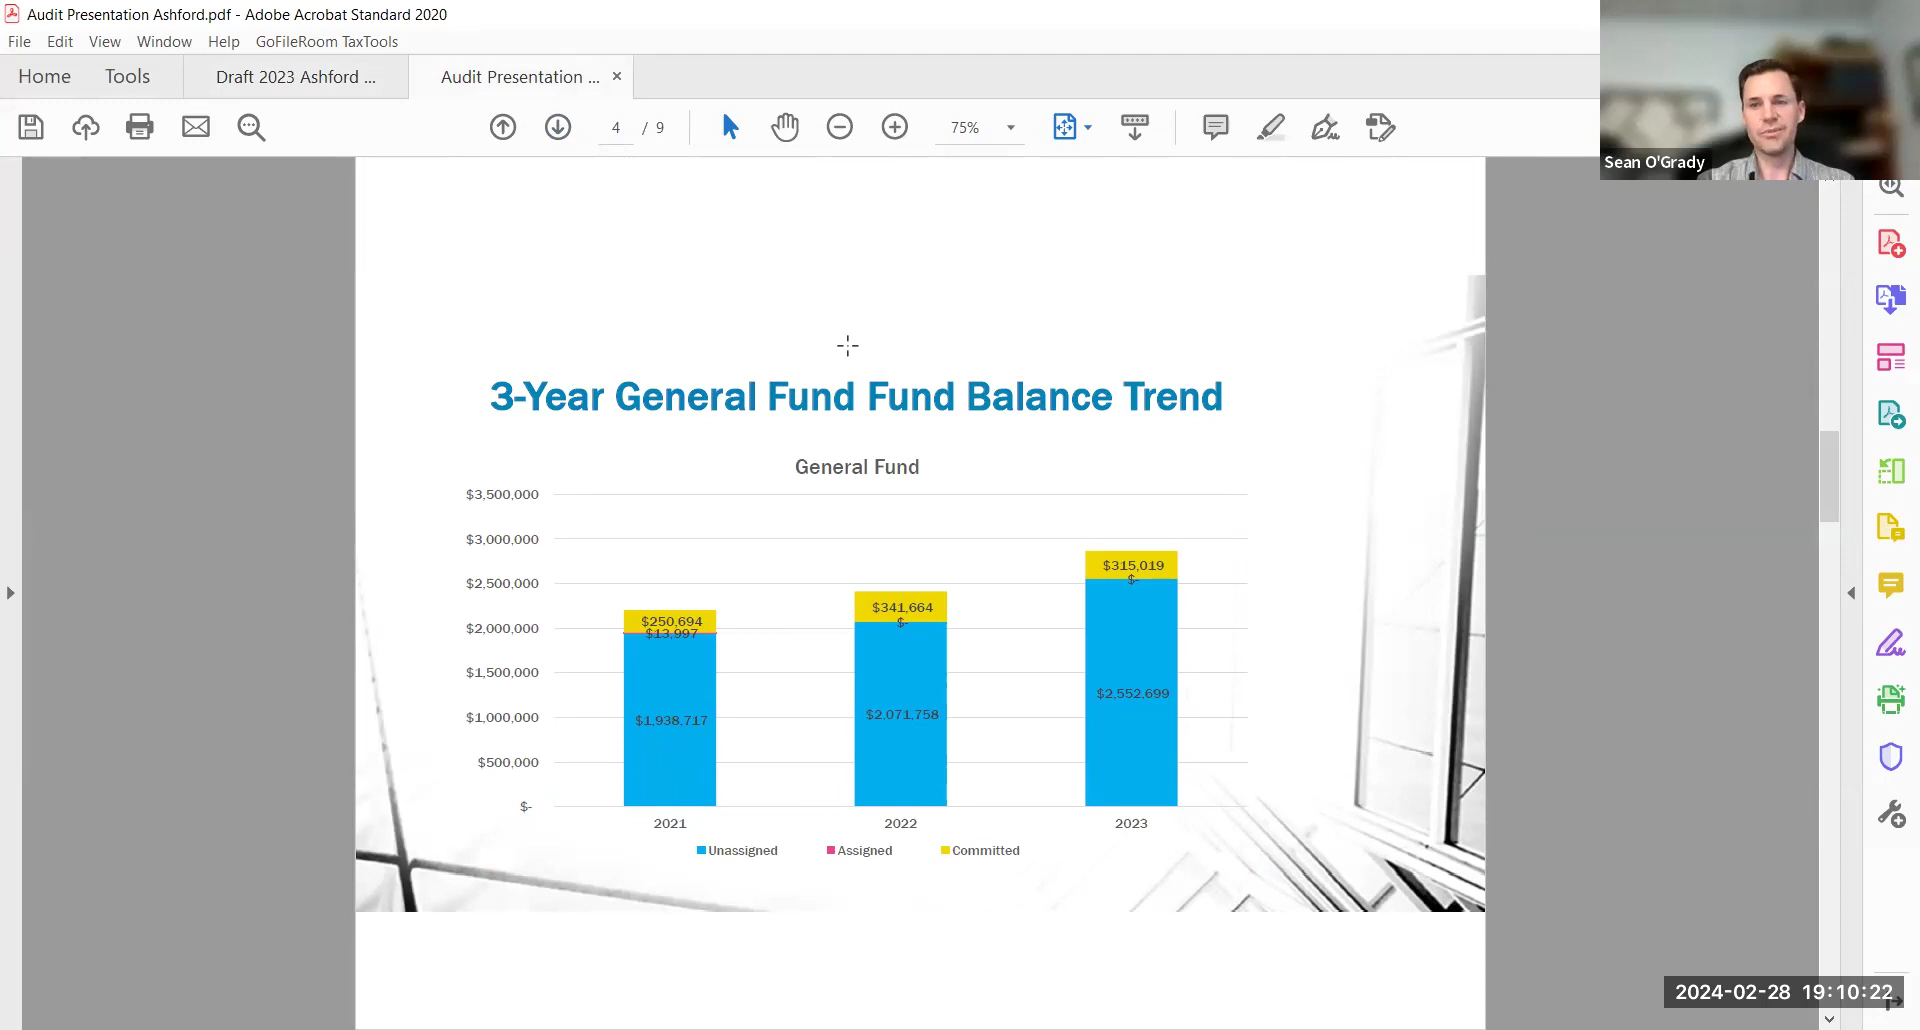 Audit Presentation Ashford.pdf - Adobe Acrobat Standard 2020
File Edit View Window Help GoFileRoom TaxTools
Home Tools Draft 2023 Ashford ... Audit Presentation ... ×
4 / 9 75%
Sean O'Grady
3-Year General Fund Fund Balance Trend
General Fund
$3,500,000
$3,000,000
$2,500,000
$2,000,000
$1,500,000
$1,000,000
$500,000
$-
$250,694
$13,997
$1,938,717
$341,664
$-
$2,071,758
$315,019
$-
$2,552,699
2021 2022 2023
Unassigned Assigned Committed
2024-02-28 19:10:22